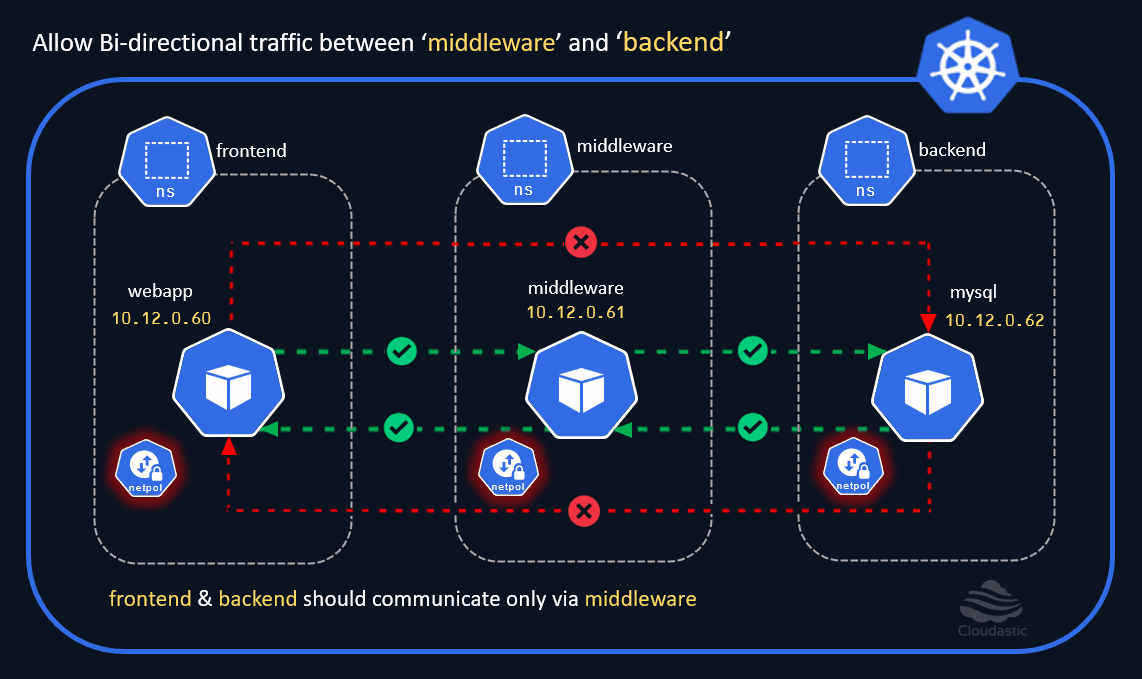 Allow Bi-directional traffic between ‘middleware’ and ‘backend’
frontend
ns
middleware
ns
backend
ns
webapp
10.12.0.60
middleware
10.12.0.61
mysql
10.12.0.62
netpol
netpol
netpol
frontend & backend should communicate only via middleware
Cloudastic